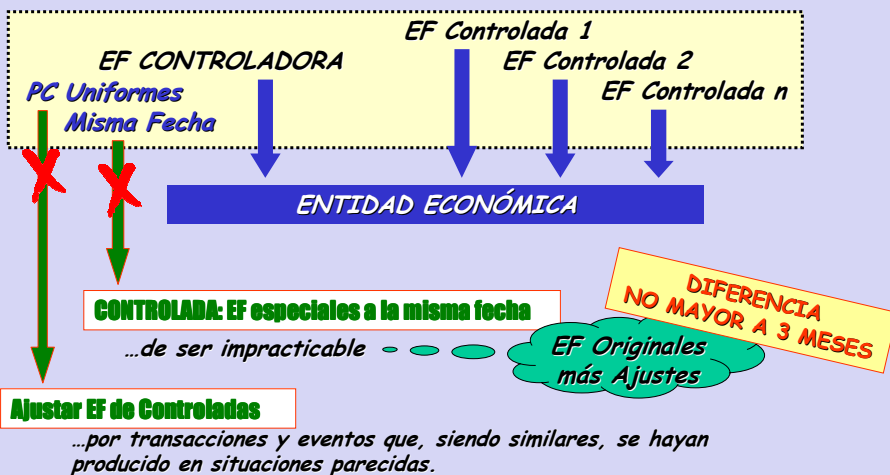 EF Controlada 1
EF CONTROLADORA
EF Controlada 2
PC Uniformes
EF Controlada n
Misma Fecha
ENTIDAD ECONÓMICA
DIFERENCIA
NO MAYOR A 3 MESES
CONTROLADA: EF especiales a la misma fecha
...de ser impracticable
EF Originales
más Ajustes
Ajustar EF de Controladas
...por transacciones y eventos que, siendo similares, se hayan
producido en situaciones parecidas.